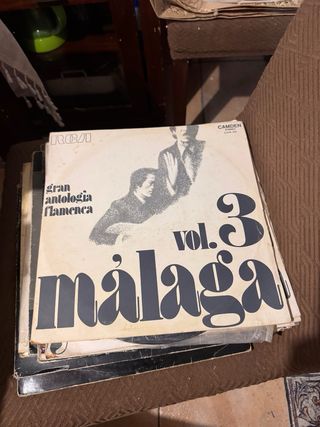 RCA
CAMDEN
gran
antología
flamenca
vol. 3
málaga